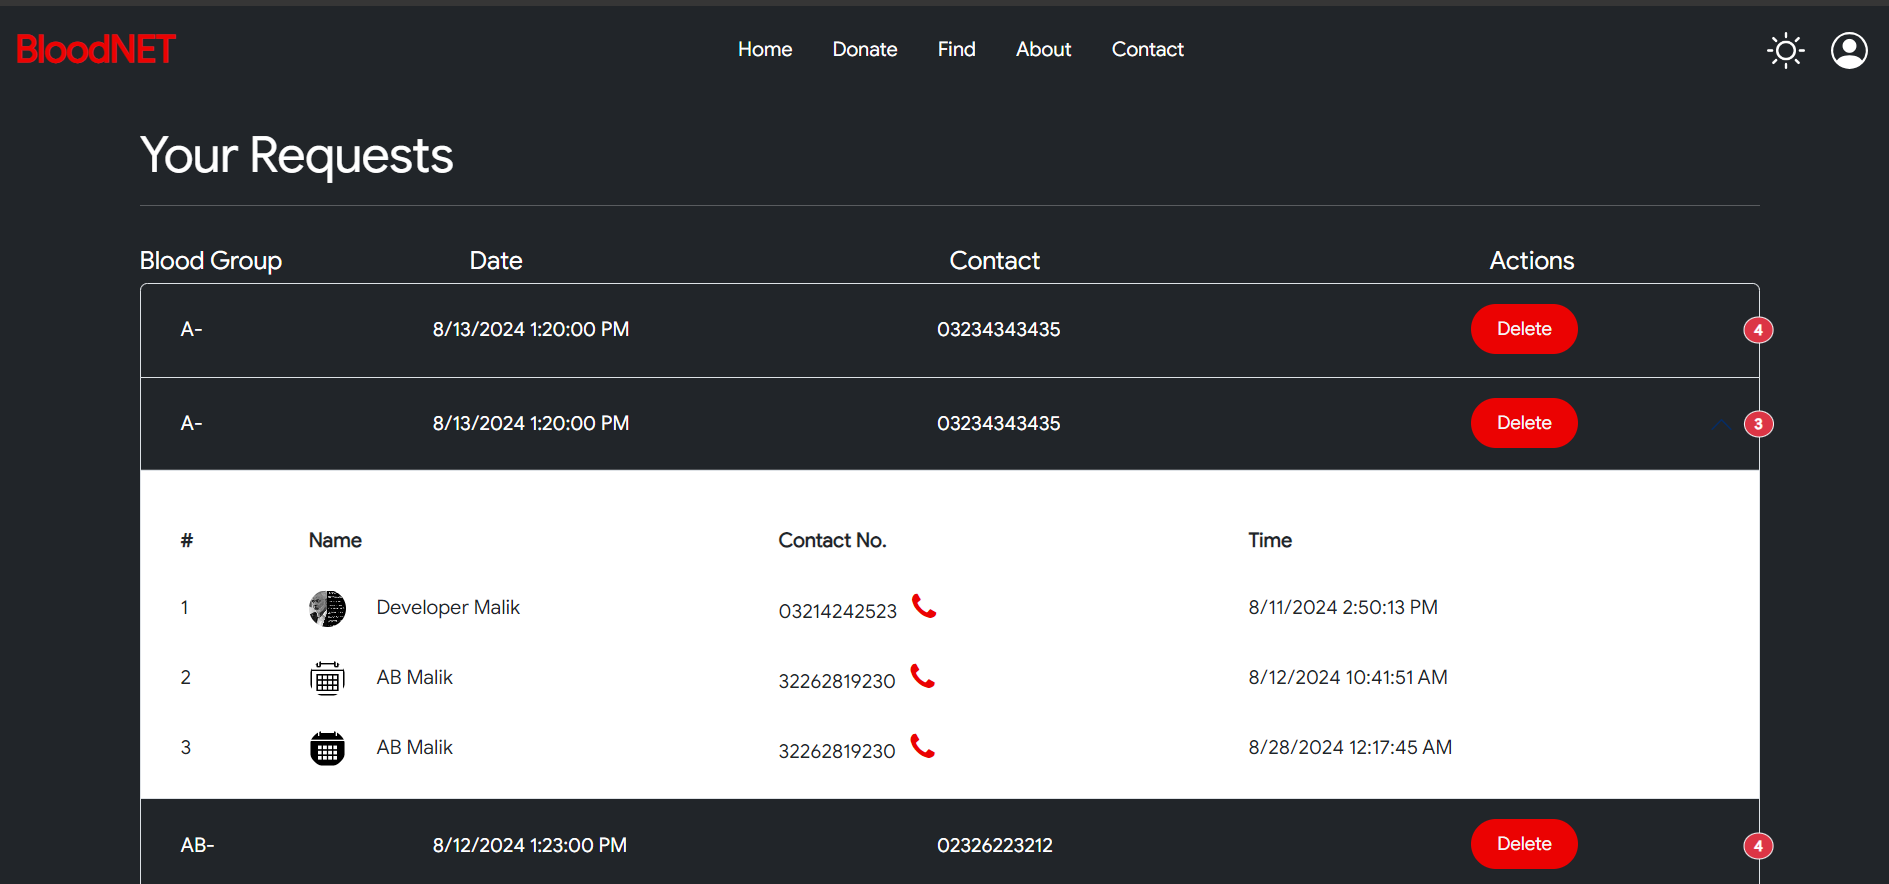 BloodNET Home Donate Find About Contact
Your Requests
Blood Group Date Contact Actions
A- 8/13/2024 1:20:00 PM 03234343435 Delete 4
A- 8/13/2024 1:20:00 PM 03234343435 Delete 3
# Name Contact No. Time
1 Developer Malik 03214242523 8/11/2024 2:50:13 PM
2 AB Malik 32262819230 8/12/2024 10:41:51 AM
3 AB Malik 32262819230 8/28/2024 12:17:45 AM
AB- 8/12/2024 1:23:00 PM 02326223212 Delete 4